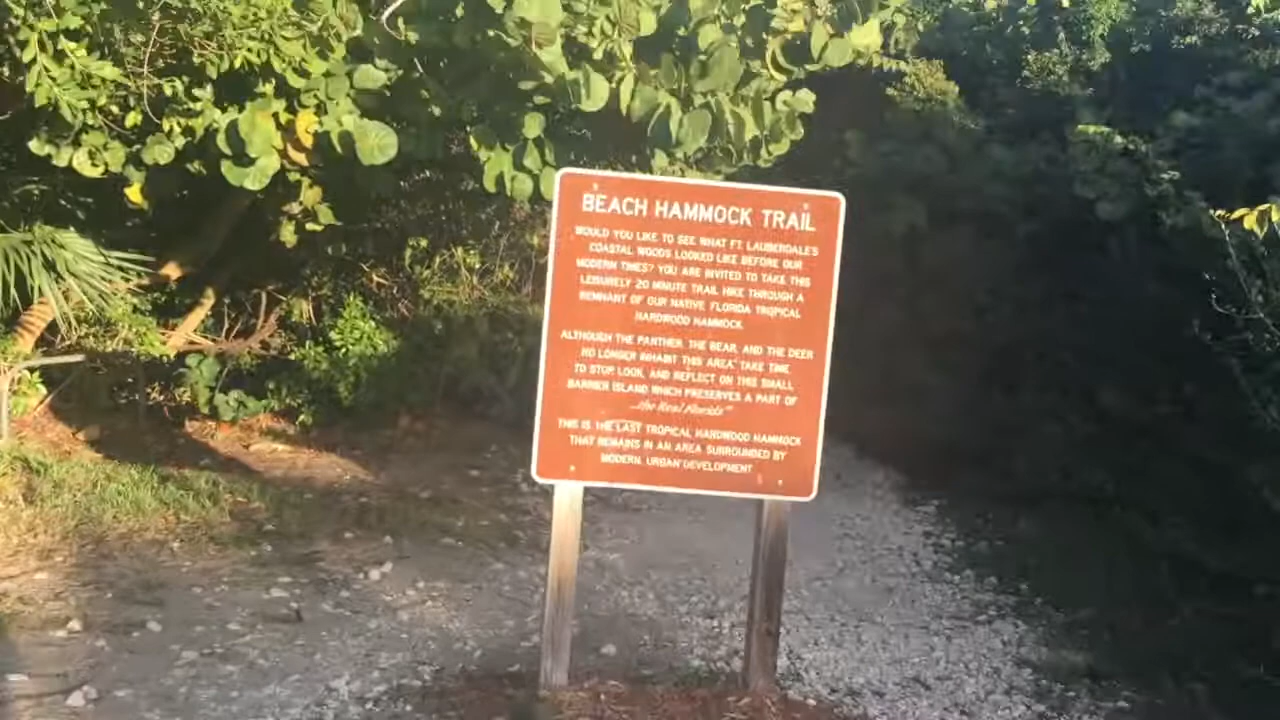 BEACH HAMMOCK TRAIL
WOULD YOU LIKE TO SEE WHAT FT. LAUDERDALE'S
COASTAL WOODS LOOKED LIKE BEFORE OUR
MODERN TIMES? YOU ARE INVITED TO TAKE THIS
LEISURELY 20 MINUTE TRAIL HIKE THROUGH A
REMNANT OF OUR NATIVE FLORIDA TROPICAL
HARDWOOD HAMMOCK.
ALTHOUGH THE PANTHER, THE BEAR, AND THE DEER
NO LONGER INHABIT THIS AREA, TAKE TIME
TO STOP, LOOK, AND REFLECT ON THIS SMALL
BARRIER ISLAND WHICH PRESERVES A PART OF
...the Real Florida℠
THIS IS THE LAST TROPICAL HARDWOOD HAMMOCK
THAT REMAINS IN AN AREA SURROUNDED BY
MODERN, URBAN DEVELOPMENT